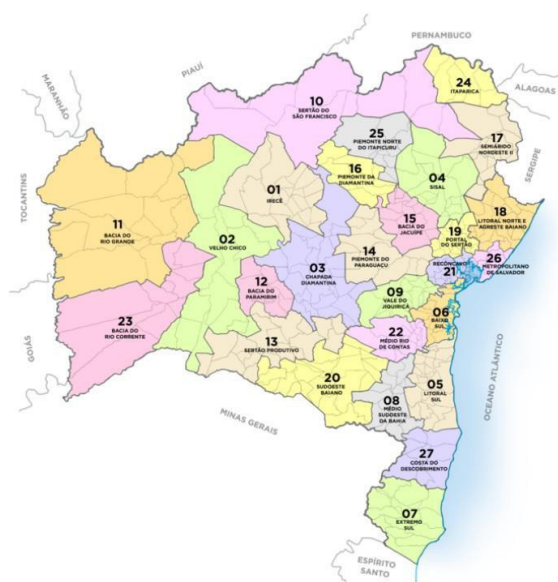 PERNAMBUCO
PIAUÍ
MARANHÃO
ALAGOAS
SERGIPE
TOCANTINS
GOIÁS
MINAS GERAIS
ESPÍRITO
SANTO
OCEANO ATLÂNTICO
24
ITAPARICA
10
SERTÃO DO
SÃO FRANCISCO
25
PIEMONTE NORTE
DO ITAPICURU
17
SEMIÁRIDO
NORDESTE II
16
PIEMONTE DA
DIAMANTINA
04
SISAL
01
IRECÊ
18
LITORAL NORTE E
AGRESTE BAIANO
11
BACIA DO
RIO GRANDE
02
VELHO CHICO
15
BACIA DO
JACUÍPE
19
PORTAL
DO SERTÃO
14
PIEMONTE DO
PARAGUAÇU
03
CHAPADA
DIAMANTINA
RECÔNCAVO
21
26
METROPOLITANO
DE SALVADOR
12
BACIA DO
PARAMIRIM
09
VALE DO
JIQUIRIÇÁ
06
BAIXO
SUL
23
BACIA DO
RIO CORRENTE
22
MÉDIO RIO
DE CONTAS
13
SERTÃO PRODUTIVO
20
SUDOESTE
BAIANO
08
MÉDIO
SUDOESTE
DA BAHIA
05
LITORAL
SUL
27
COSTA DO
DESCOBRIMENTO
07
EXTREMO
SUL